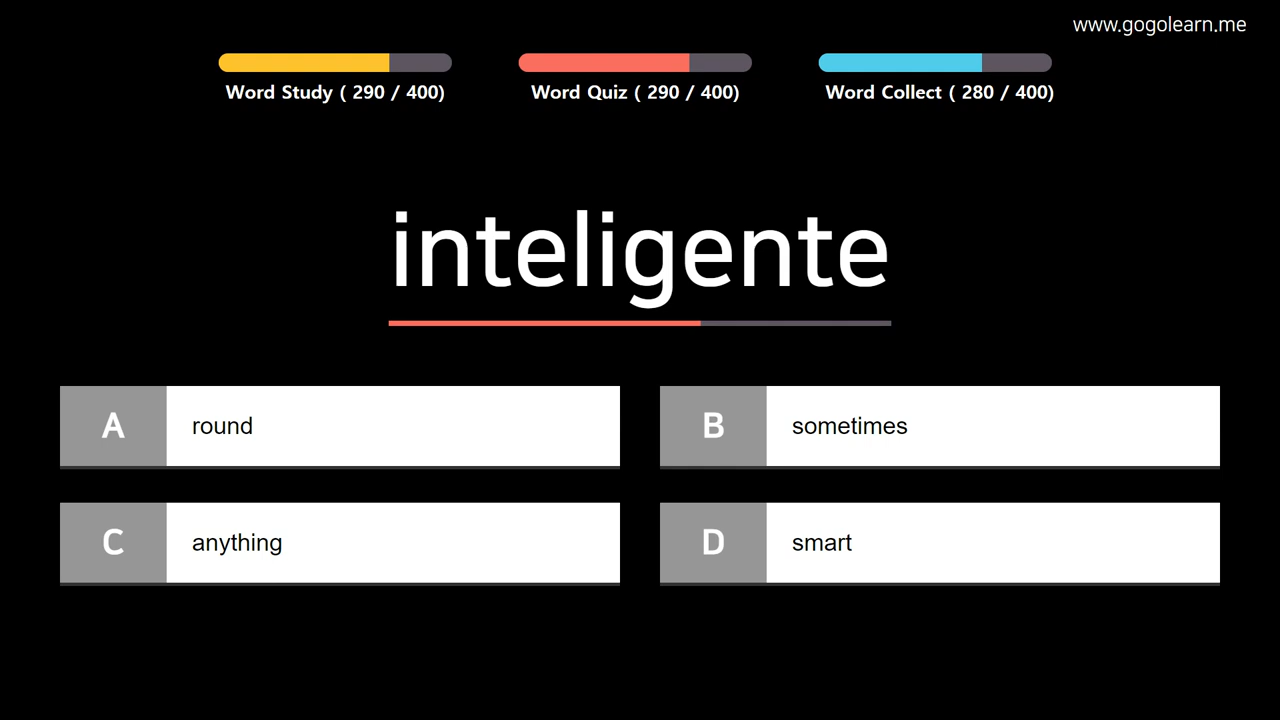 www.gogolearn.me
Word Study ( 290 / 400)
Word Quiz ( 290 / 400)
Word Collect ( 280 / 400)
inteligente
A round
B sometimes
C anything
D smart